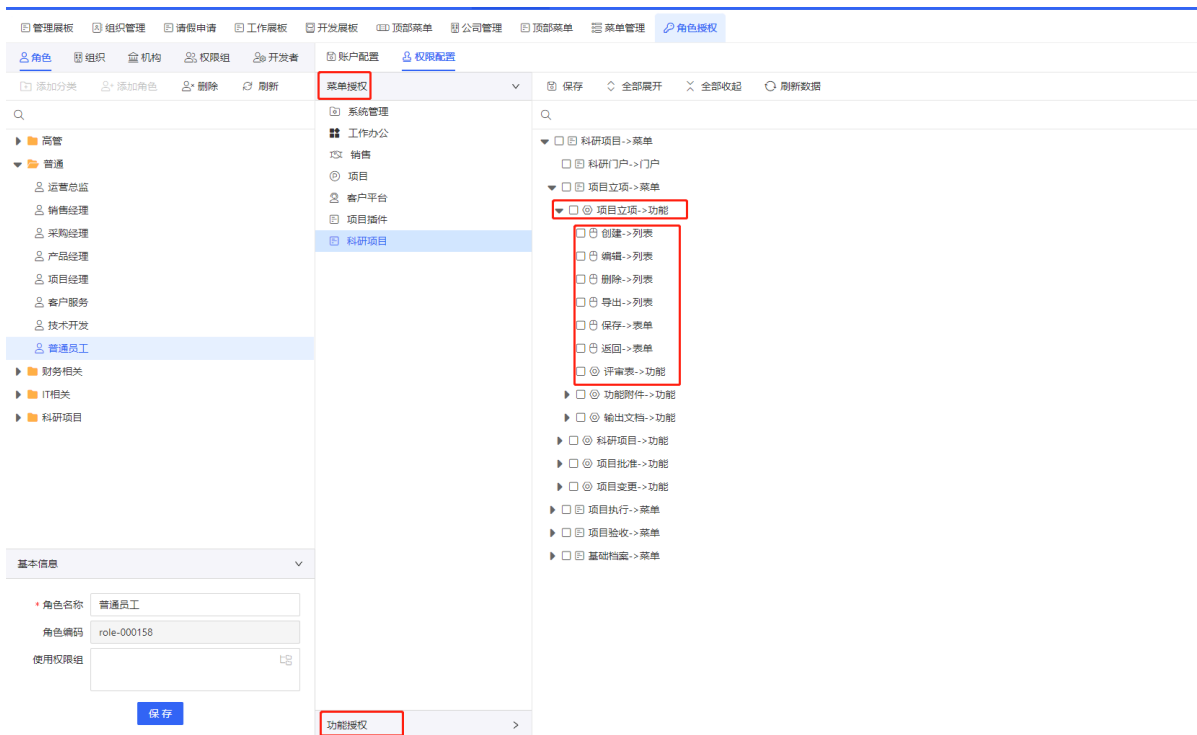 管理展板 组织管理 请假申请 工作展板 开发展板 顶部菜单 公司管理 顶部菜单 菜单管理 角色授权
角色 组织 机构 权限组 开发者 账户配置 权限配置
添加分类 添加角色 删除 刷新
高管
普通
运营总监
销售经理
采购经理
产品经理
项目经理
客户服务
技术开发
普通员工
财务相关
IT相关
科研项目
基本信息
* 角色名称 普通员工
角色编码 role-000158
使用权限组
保存
菜单授权
系统管理
工作办公
销售
项目
客户平台
项目插件
科研项目
功能授权
保存 全部展开 全部收起 刷新数据
科研项目->菜单
科研门户->门户
项目立项->菜单
项目立项->功能
创建->列表
编辑->列表
删除->列表
导出->列表
保存->表单
返回->表单
评审表->功能
功能附件->功能
输出文档->功能
科研项目->功能
项目批准->功能
项目变更->功能
项目执行->菜单
项目验收->菜单
基础档案->菜单